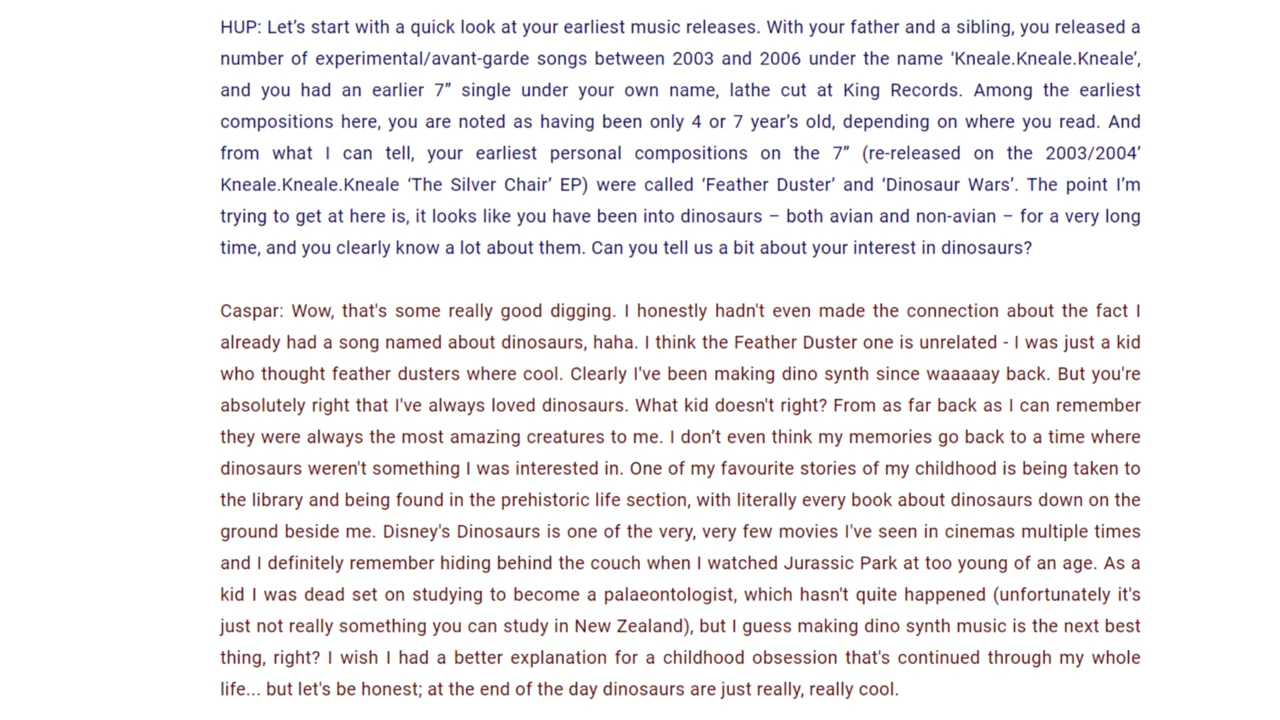 HUP: Let’s start with a quick look at your earliest music releases. With your father and a sibling, you released a
number of experimental/avant-garde songs between 2003 and 2006 under the name ‘Kneale.Kneale.Kneale’,
and you had an earlier 7” single under your own name, lathe cut at King Records. Among the earliest
compositions here, you are noted as having been only 4 or 7 year’s old, depending on where you read. And
from what I can tell, your earliest personal compositions on the 7” (re-released on the 2003/2004’
Kneale.Kneale.Kneale ‘The Silver Chair’ EP) were called ‘Feather Duster’ and ‘Dinosaur Wars’. The point I’m
trying to get at here is, it looks like you have been into dinosaurs – both avian and non-avian – for a very long
time, and you clearly know a lot about them. Can you tell us a bit about your interest in dinosaurs?
Caspar: Wow, that's some really good digging. I honestly hadn't even made the connection about the fact I
already had a song named about dinosaurs, haha. I think the Feather Duster one is unrelated - I was just a kid
who thought feather dusters where cool. Clearly I've been making dino synth since waaaaay back. But you're
absolutely right that I've always loved dinosaurs. What kid doesn't right? From as far back as I can remember
they were always the most amazing creatures to me. I don’t even think my memories go back to a time where
dinosaurs weren't something I was interested in. One of my favourite stories of my childhood is being taken to
the library and being found in the prehistoric life section, with literally every book about dinosaurs down on the
ground beside me. Disney's Dinosaurs is one of the very, very few movies I've seen in cinemas multiple times
and I definitely remember hiding behind the couch when I watched Jurassic Park at too young of an age. As a
kid I was dead set on studying to become a palaeontologist, which hasn't quite happened (unfortunately it's
just not really something you can study in New Zealand), but I guess making dino synth music is the next best
thing, right? I wish I had a better explanation for a childhood obsession that's continued through my whole
life... but let's be honest; at the end of the day dinosaurs are just really, really cool.